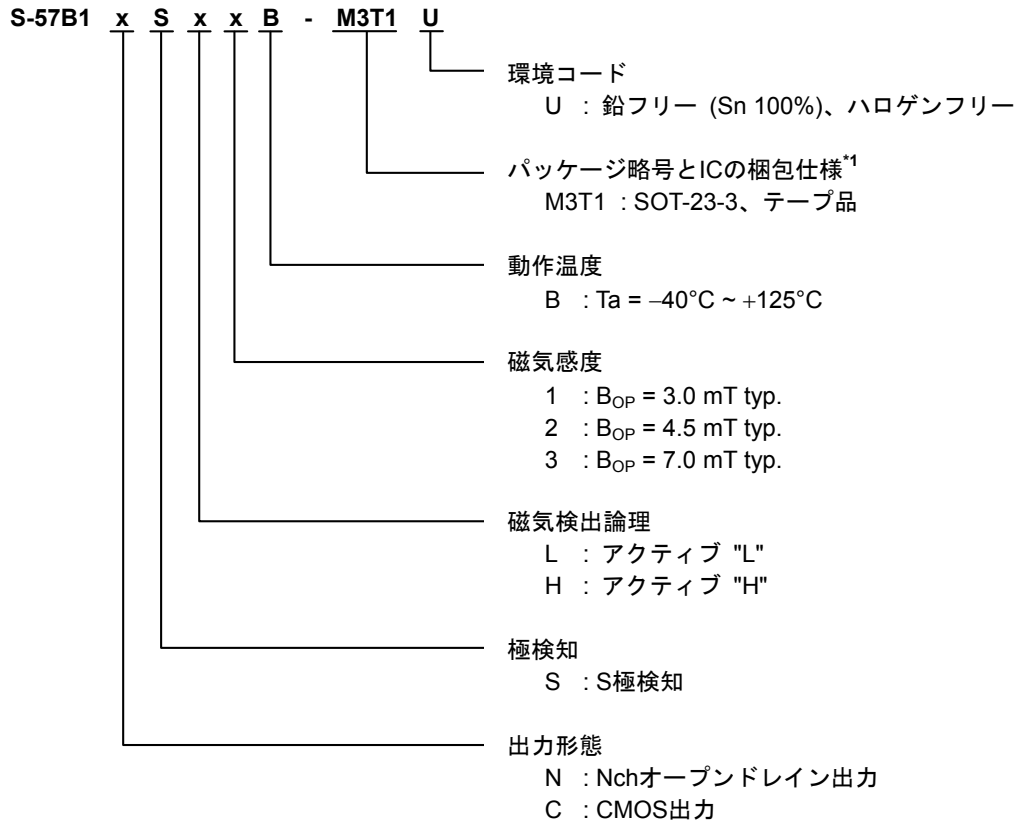 S-57B1 x S x x B - M3T1 U
環境コード
U : 鉛フリー (Sn 100%)、ハロゲンフリー
パッケージ略号とICの梱包仕様*1
M3T1 : SOT-23-3、テープ品
動作温度
B : Ta = −40°C ~ +125°C
磁気感度
1 : BOP = 3.0 mT typ.
2 : BOP = 4.5 mT typ.
3 : BOP = 7.0 mT typ.
磁気検出論理
L : アクティブ "L"
H : アクティブ "H"
極検知
S : S極検知
出力形態
N : Nchオープンドレイン出力
C : CMOS出力